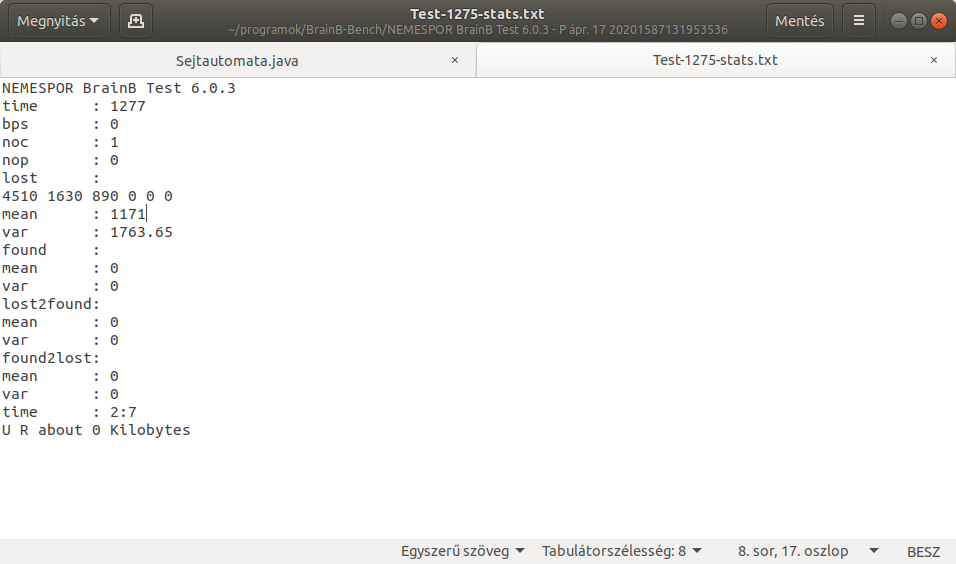 Megnyitás
Test-1275-stats.txt
~/programok/BrainB-Bench/NEMESPOR BrainB Test 6.0.3 - P ápr. 17 20201587131953536
Mentés
Sejtautomata.java ×
Test-1275-stats.txt ×
NEMESPOR BrainB Test 6.0.3
time      : 1277
bps       : 0
noc       : 1
nop       : 0
lost      :
4510 1630 890 0 0 0
mean      : 1171
var       : 1763.65
found     :
mean      : 0
var       : 0
lost2found:
mean      : 0
var       : 0
found2lost:
mean      : 0
var       : 0
time      : 2:7
U R about 0 Kilobytes
Egyszerű szöveg Tabulátorszélesség: 8 8. sor, 17. oszlop BESZ